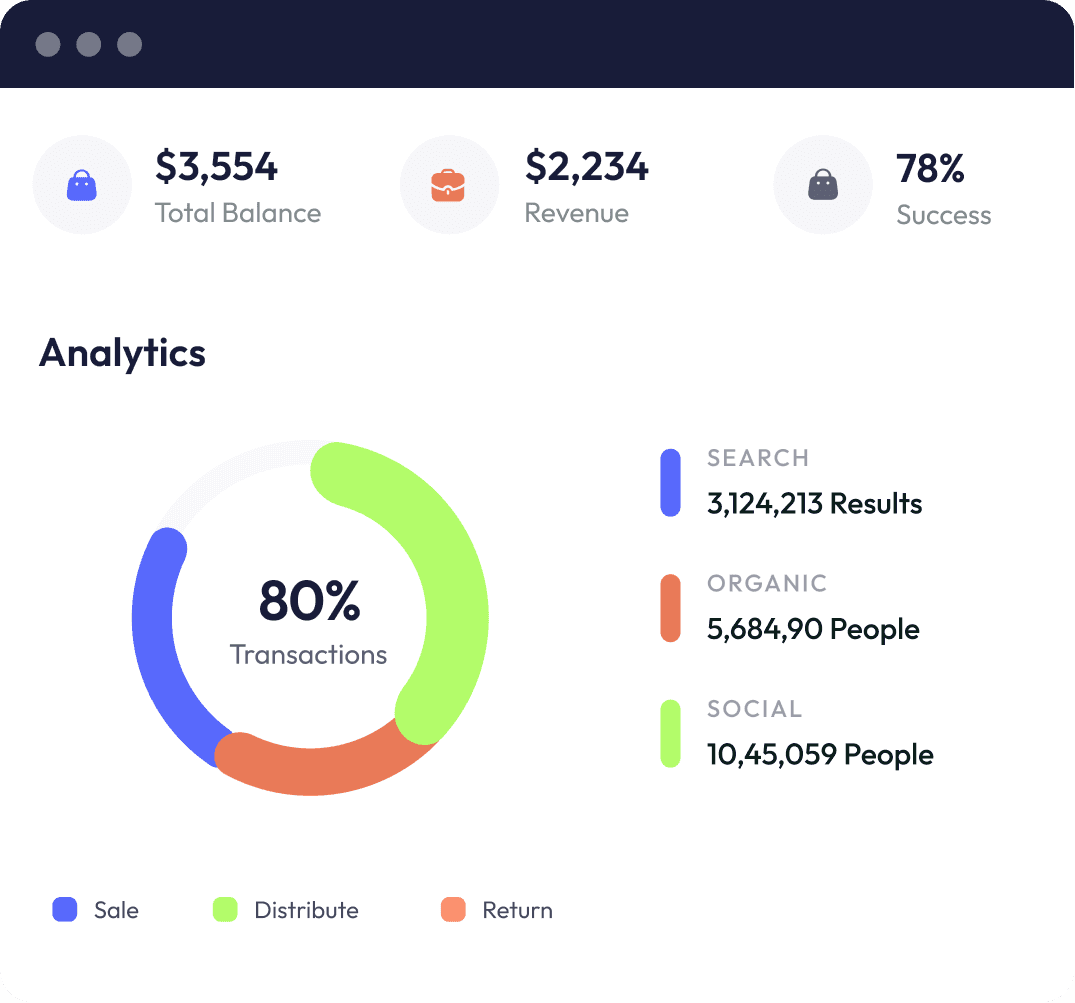 $3,554
Total Balance
$2,234
Revenue
78%
Success
Analytics
80%
Transactions
SEARCH
3,124,213 Results
ORGANIC
5,684,90 People
SOCIAL
10,45,059 People
Sale
Distribute
Return